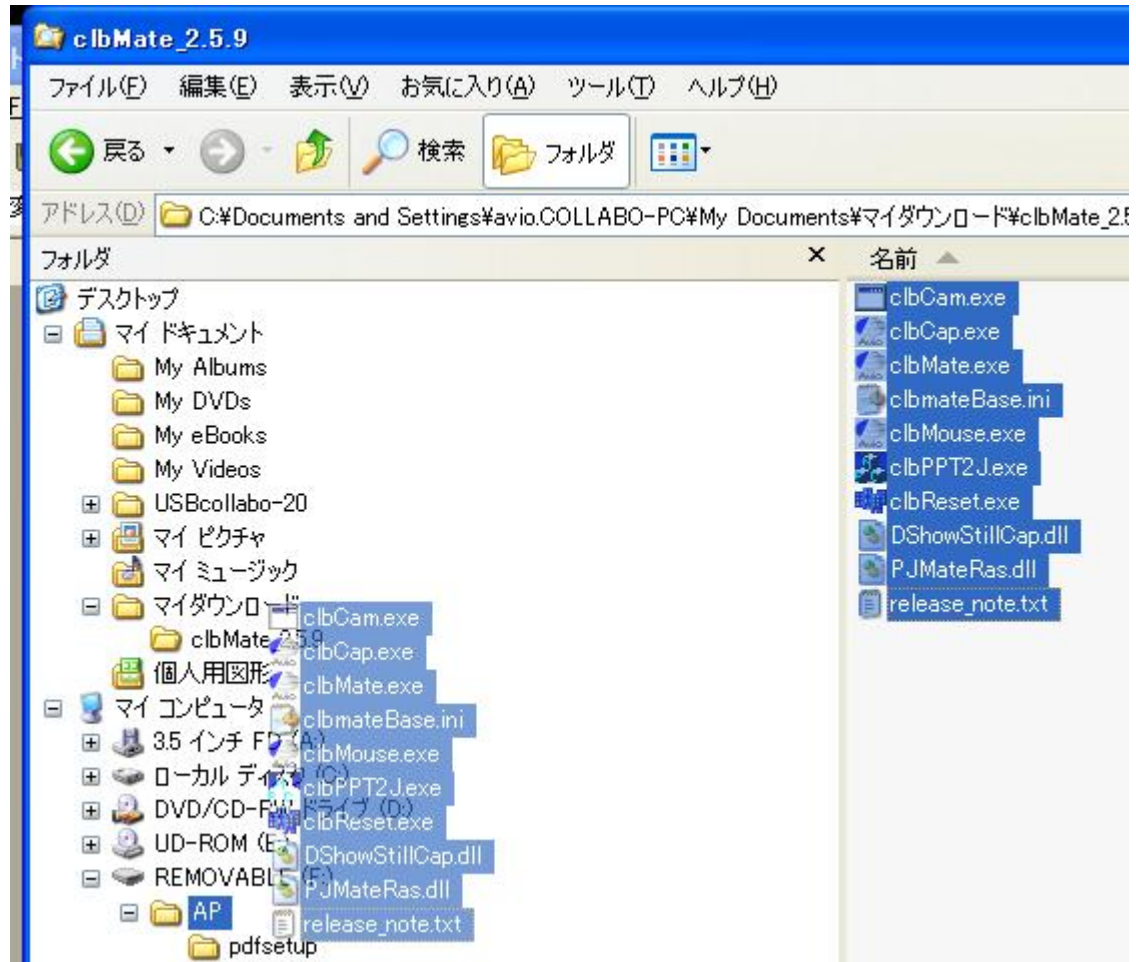 clbMate_2.5.9
ファイル(F) 編集(E) 表示(V) お気に入り(A) ツール(T) ヘルプ(H)
戻る 検索 フォルダ
アドレス(D) C:¥Documents and Settings¥avio.COLLABO-PC¥My Documents¥マイダウンロード¥clbMate_2.5
フォルダ × 名前
デスクトップ
マイ ドキュメント
My Albums
My DVDs
My eBooks
My Videos
USBcollabo-20
マイ ピクチャ
マイ ミュージック
マイダウンロード
clbMate_2.5.9
個人用図形
マイ コンピュータ
3.5 インチ FD (A:)
ローカル ディスク (C:)
DVD/CD-RW ドライブ (D:)
UD-ROM (E:)
REMOVABLE (F:)
AP
pdfsetup
clbCam.exe
clbCap.exe
clbMate.exe
clbmateBase.ini
clbMouse.exe
clbPPT2J.exe
clbReset.exe
DShowStillCap.dll
PJMateRas.dll
release_note.txt
clbCam.exe
clbCap.exe
clbMate.exe
clbmateBase.ini
clbMouse.exe
clbPPT2J.exe
clbReset.exe
DShowStillCap.dll
PJMateRas.dll
release_note.txt